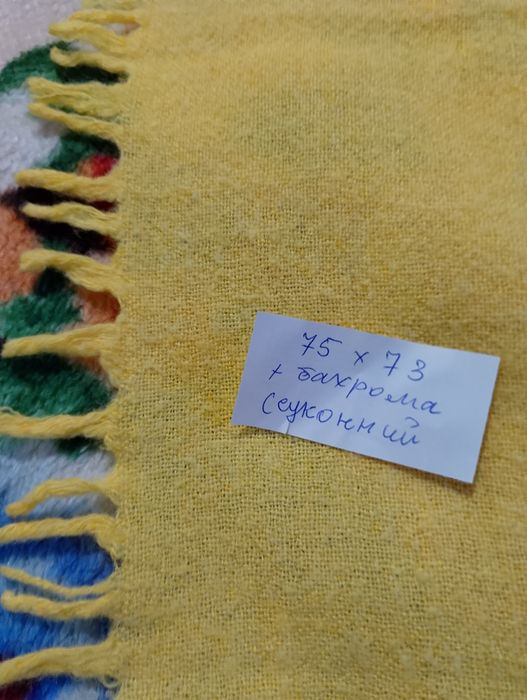 75 x 73
+ бахрома
(суконний